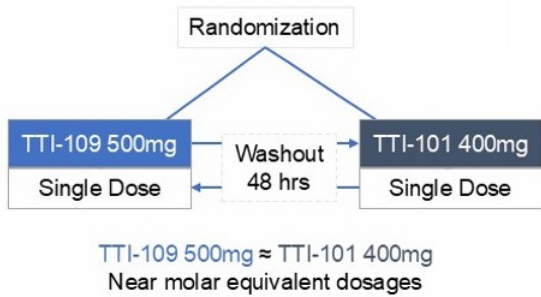 Randomization
TTI-109 500mg
TTI-101 400mg
Washout
48 hrs
Single Dose
Single Dose
TTI-109 500mg ≈ TTI-101 400mg
Near molar equivalent dosages